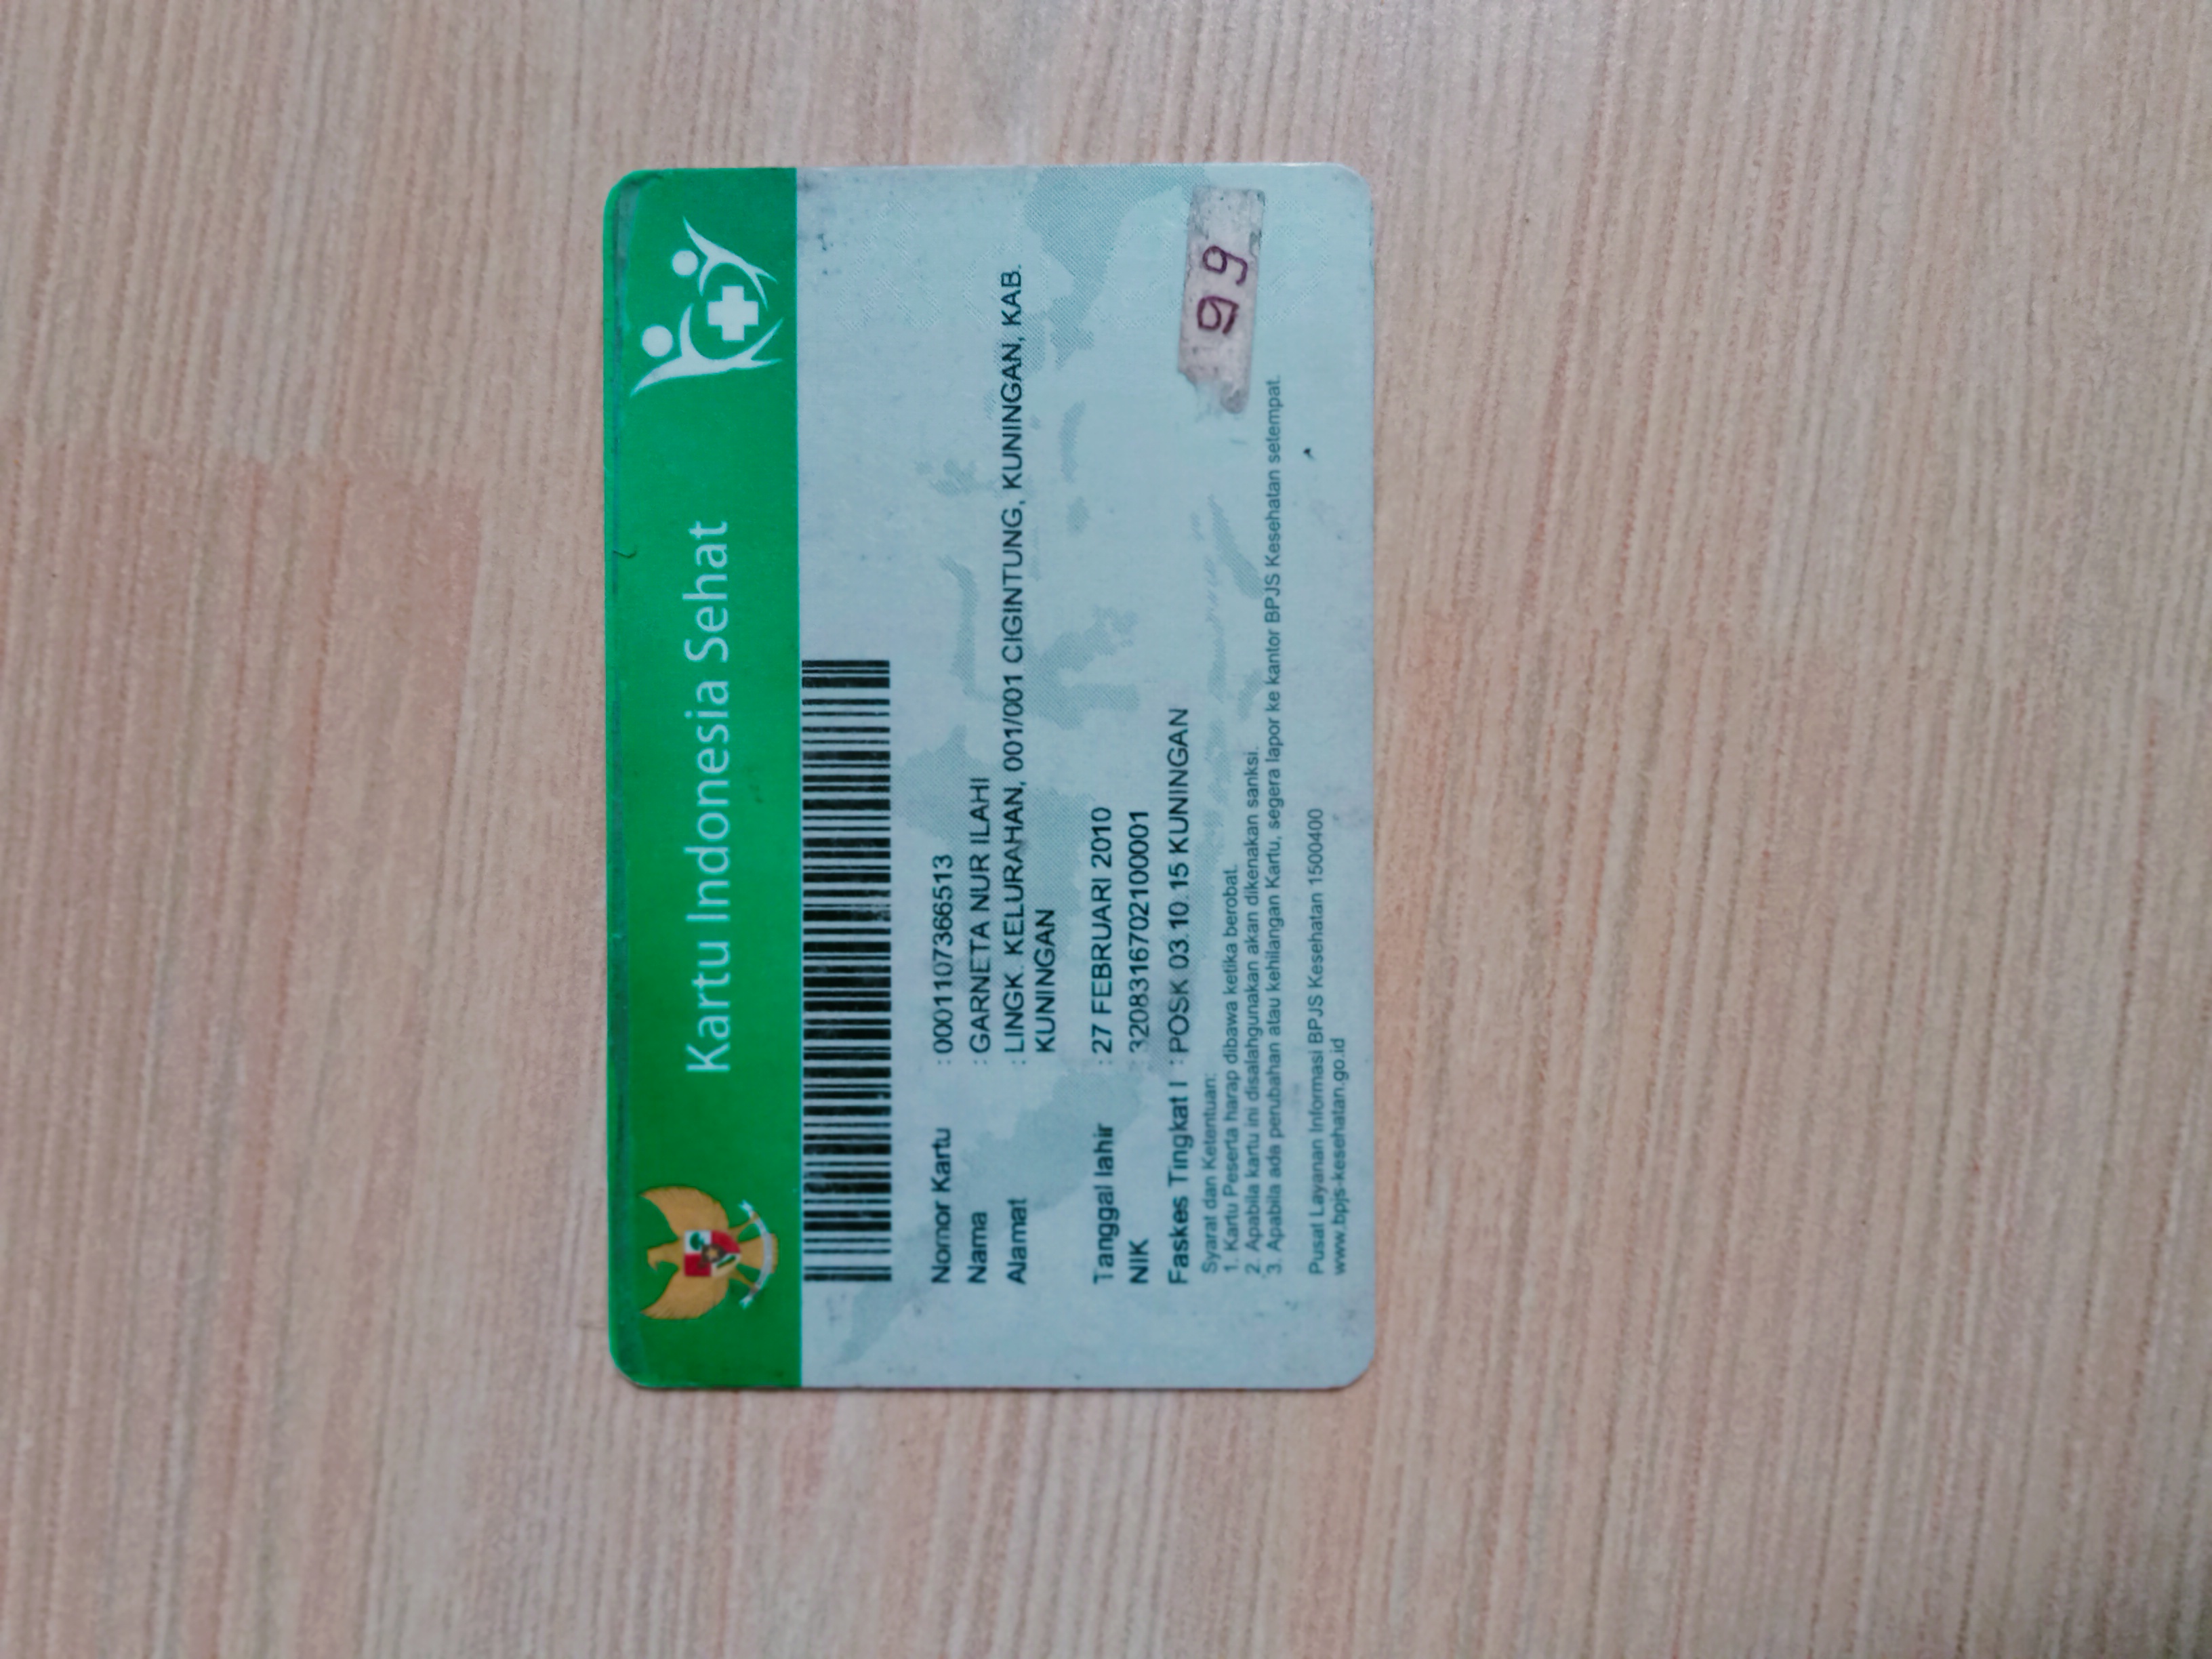 Kartu Indonesia Sehat
Nomor Kartu : 0001107366513
Nama : GARNETA NUR ILAHI
Alamat : LINGK. KELURAHAN, 001/001 CIGINTUNG, KUNINGAN, KAB.
KUNINGAN
Tanggal lahir : 27 FEBRUARI 2010
NIK : 3208316702100001
Faskes Tingkat I : POSK 03.10.15 KUNINGAN
Syarat dan Ketentuan:
1. Kartu Peserta harap dibawa ketika berobat.
2. Apabila kartu ini disalahgunakan akan dikenakan sanksi.
3. Apabila ada perubahan atau kehilangan Kartu, segera lapor ke kantor BPJS Kesehatan setempat.
99
Pusat Layanan Informasi BPJS Kesehatan 1500400
www.bpjs-kesehatan.go.id